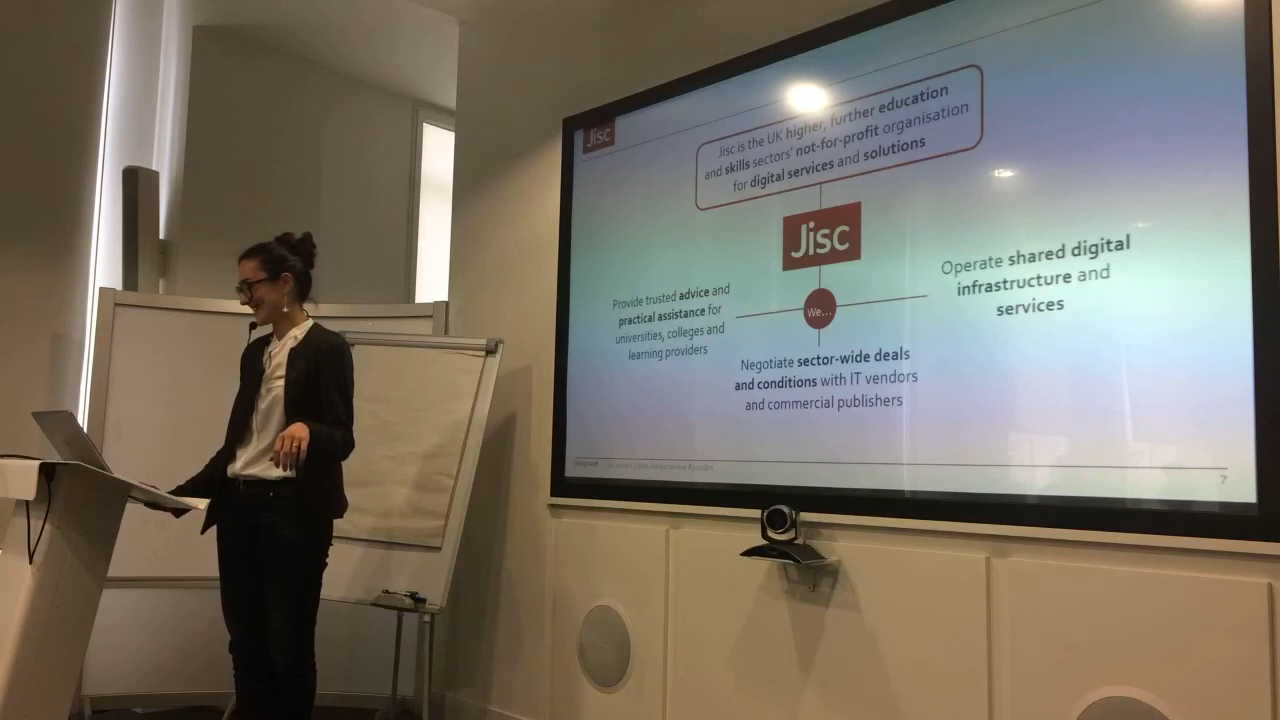 Jisc
Jisc is the UK higher, further education
and skills sectors' not-for-profit organisation
for digital services and solutions
Jisc
Operate shared digital
infrastructure and
services
We...
Provide trusted advice and
practical assistance for
universities, colleges and
learning providers
Negotiate sector-wide deals
and conditions with IT vendors
and commercial publishers
7